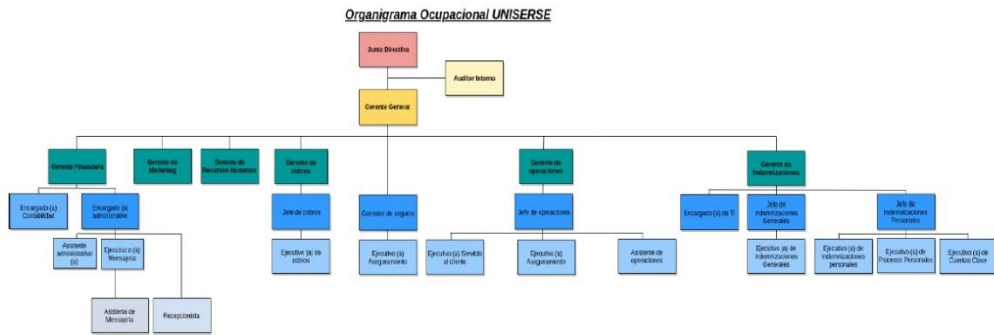 Organigrama Ocupacional UNISERSE
Junta Directiva
Auditor Interno
Gerente General
Gerente Financiera
Gerente de
Marketing
Gerente de
Recursos Humanos
Gerente de
cobros
Gerente de
operaciones
Gerente de
Indemnizaciones
Encargado (a)
Contabilidad
Encargado (a)
administrativo
Jefe de cobros
Corredor de seguros
Jefe de operaciones
Encargado (a) de TI
Jefe de
Indemnizaciones
Generales
Jefe de
Indemnizaciones
Personales
Asistente
administrativo
(a)
Ejecutivo (a)
Mensajería
Ejecutivo (a) de
cobros
Ejecutivo (a)
Aseguramiento
Ejecutivo (a) Servicio
al cliente
Ejecutivo (a)
Aseguramiento
Asistente de
operaciones
Ejecutivo (a) de
Indemnizaciones
Generales
Ejecutivo (a) de
Indemnizaciones
personales
Ejecutivo (a) de
Procesos Personales
Ejecutivo (a) de
Cuentas Clave
Asistente de
Mensajería
Recepcionista